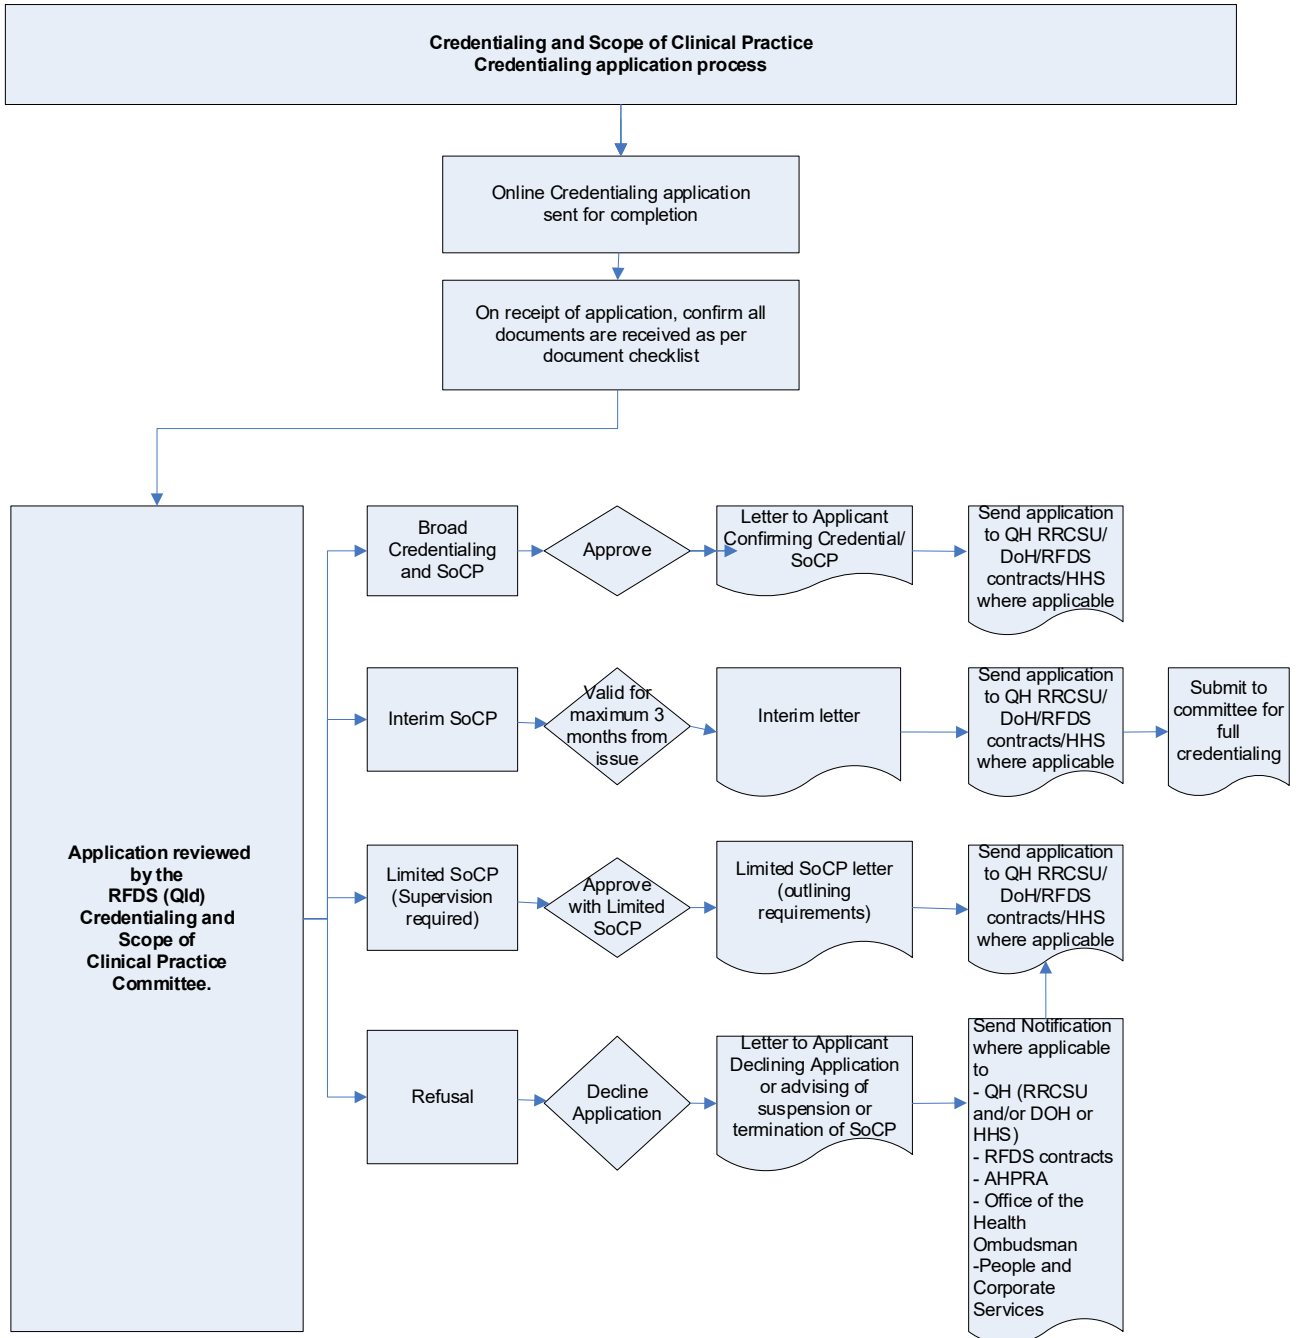 Credentialing and Scope of Clinical Practice
Credentialing application process
Online Credentialing application
sent for completion
On receipt of application, confirm all
documents are received as per
document checklist
Application reviewed
by the
RFDS (Qld)
Credentialing and
Scope of
Clinical Practice
Committee.
Broad
Credentialing
and SoCP
Approve
Letter to Applicant
Confirming Credential/
SoCP
Send application
to QH RRCSU/
DoH/RFDS
contracts/HHS
where applicable
Interim SoCP
Valid for
maximum 3
months from
issue
Interim letter
Send application
to QH RRCSU/
DoH/RFDS
contracts/HHS
where applicable
Submit to
committee for
full
credentialing
Limited SoCP
(Supervision
required)
Approve
with Limited
SoCP
Limited SoCP letter
(outlining
requirements)
Send application
to QH RRCSU/
DoH/RFDS
contracts/HHS
where applicable
Refusal
Decline
Application
Letter to Applicant
Declining Application
or advising of
suspension or
termination of SoCP
Send Notification
where applicable
to
- QH (RRCSU
and/or DOH or
HHS)
- RFDS contracts
- AHPRA
- Office of the
Health
Ombudsman
-People and
Corporate
Services